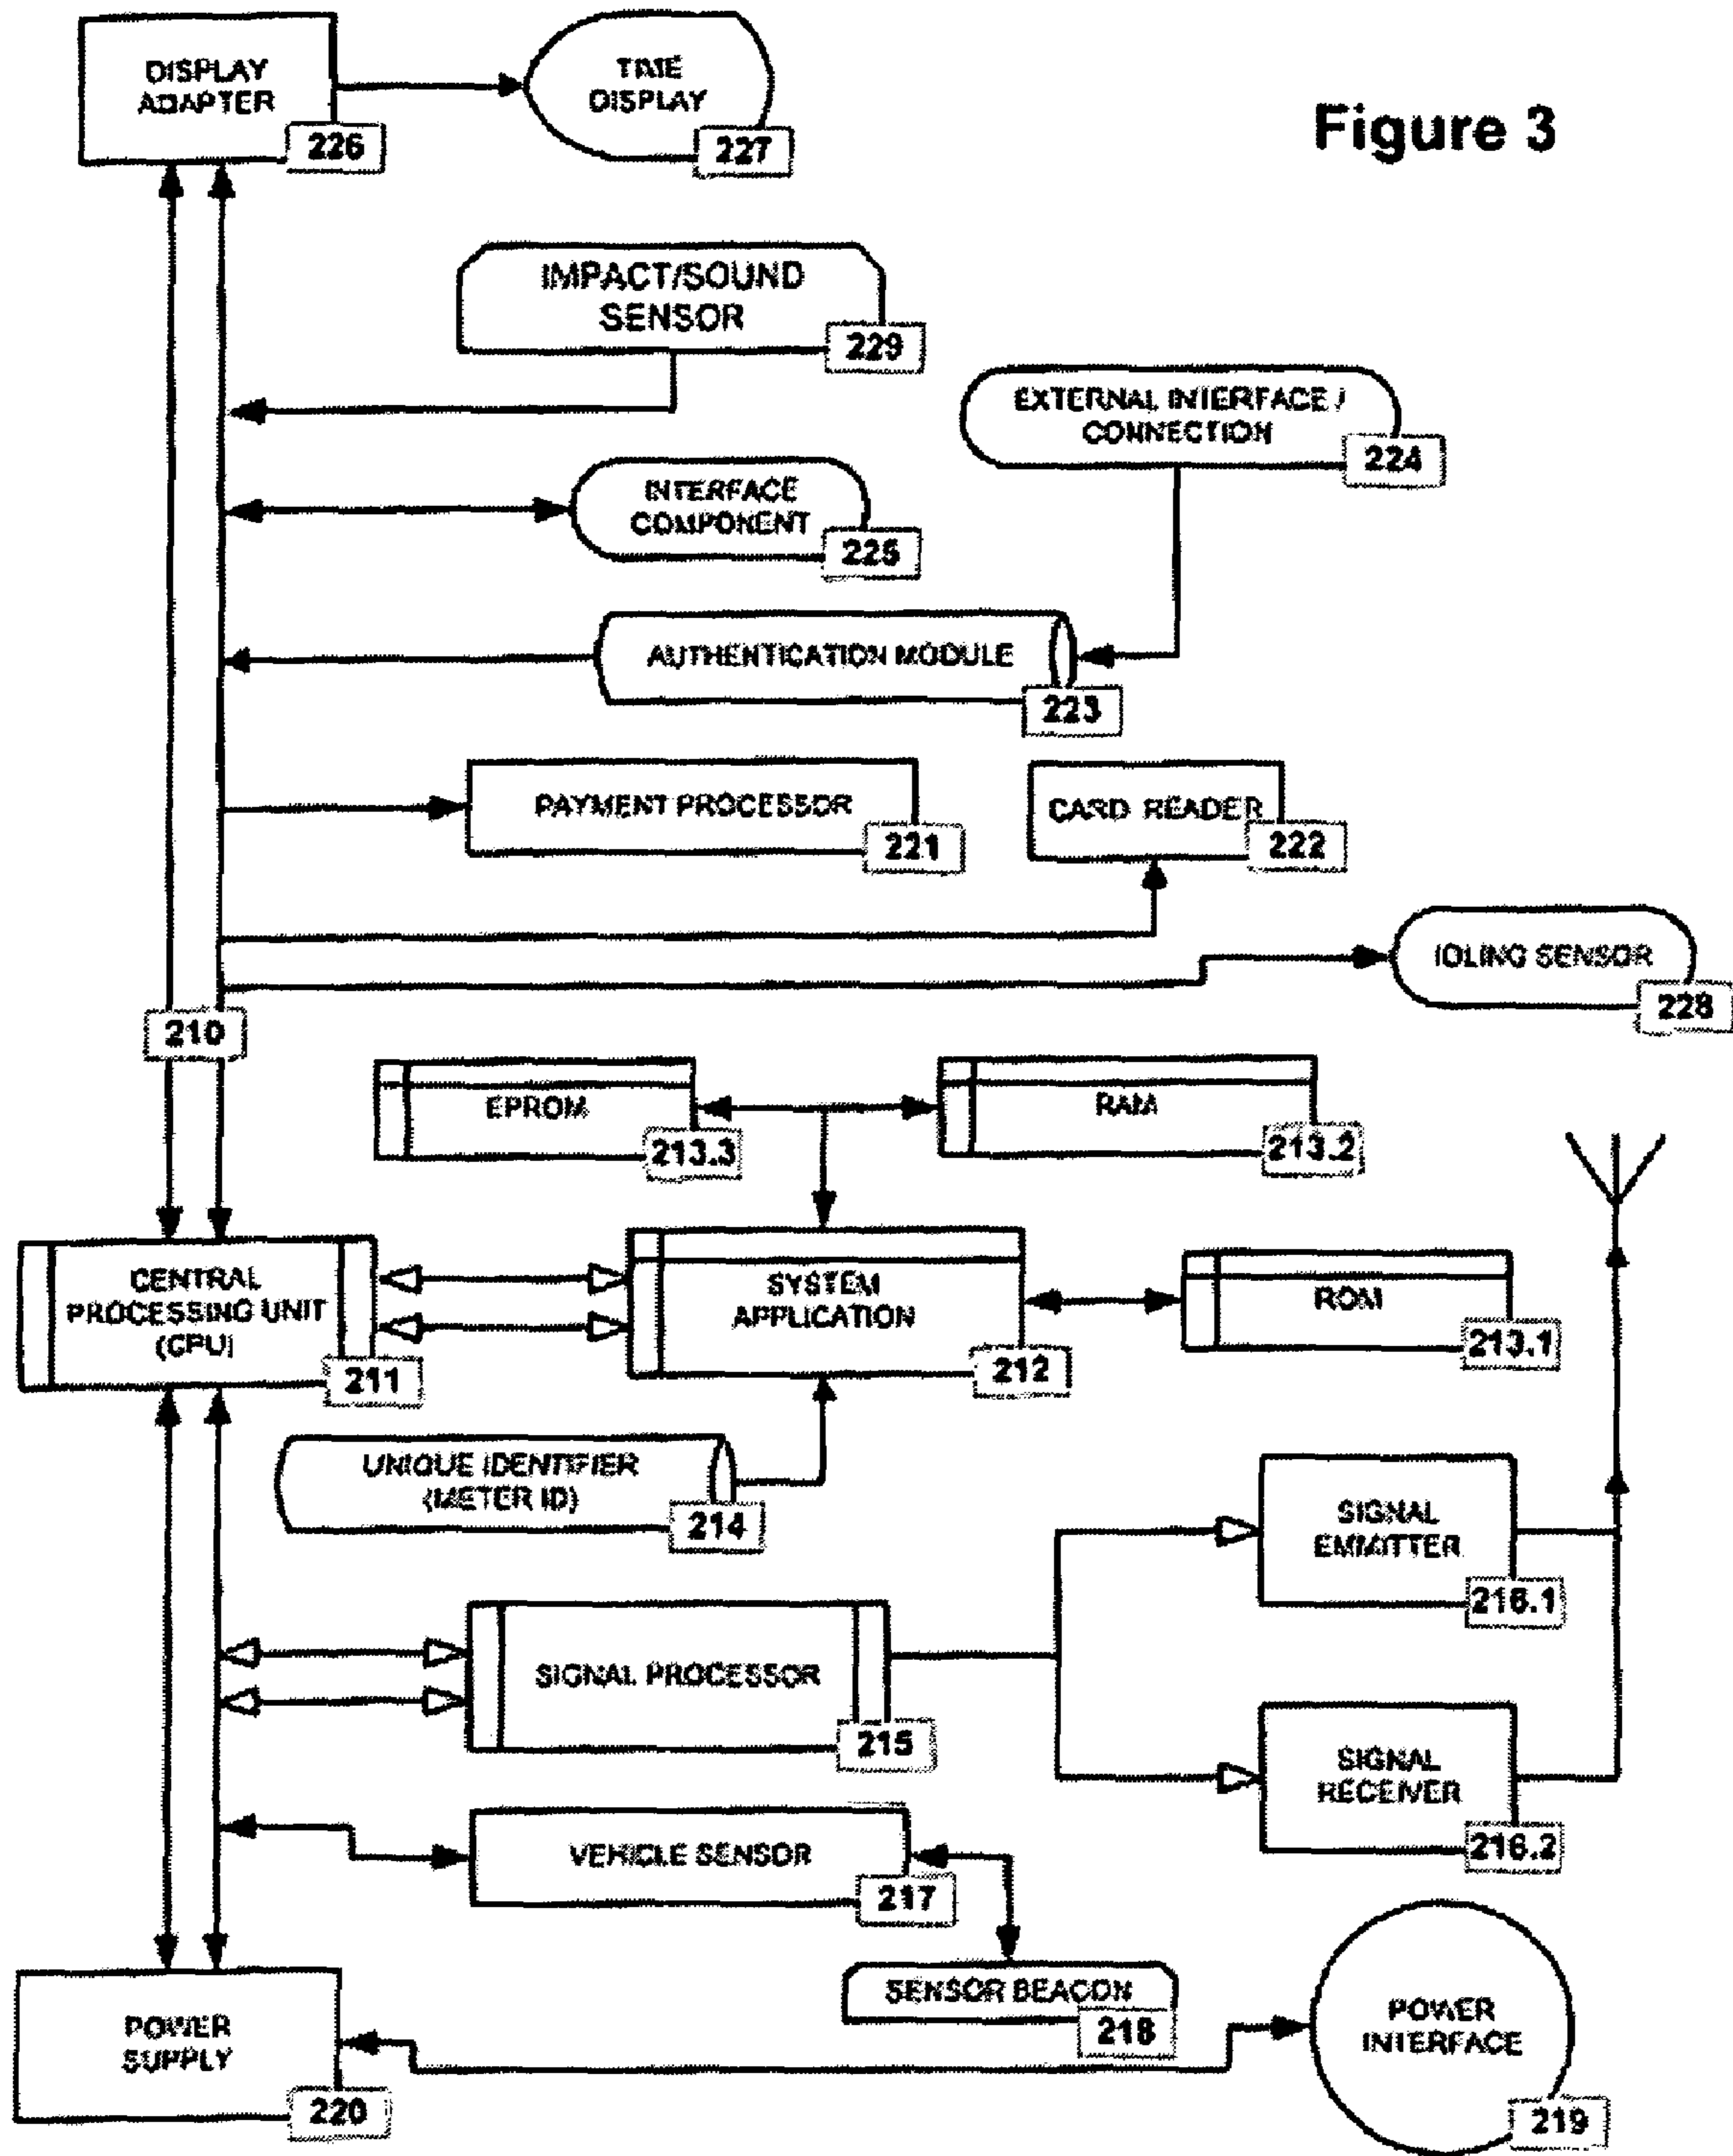 DISPLAY
ADAPTER
226
TIME
DISPLAY
227
Figure 3
IMPACT/SOUND
SENSOR
229
EXTERNAL INTERFACE /
CONNECTION
224
INTERFACE
COMPONENT
225
AUTHENTICATION MODULE
223
PAYMENT PROCESSOR
221
CARD READER
222
IDLING SENSOR
228
210
EPROM
213.3
RAM
213.2
CENTRAL
PROCESSING UNIT
(CPU)
211
SYSTEM
APPLICATION
212
ROM
213.1
UNIQUE IDENTIFIER
(METER ID)
214
SIGNAL
EMMITTER
216.1
SIGNAL PROCESSOR
215
SIGNAL
RECEIVER
216.2
VEHICLE SENSOR
217
SENSOR BEACON
218
POWER
SUPPLY
220
POWER
INTERFACE
219